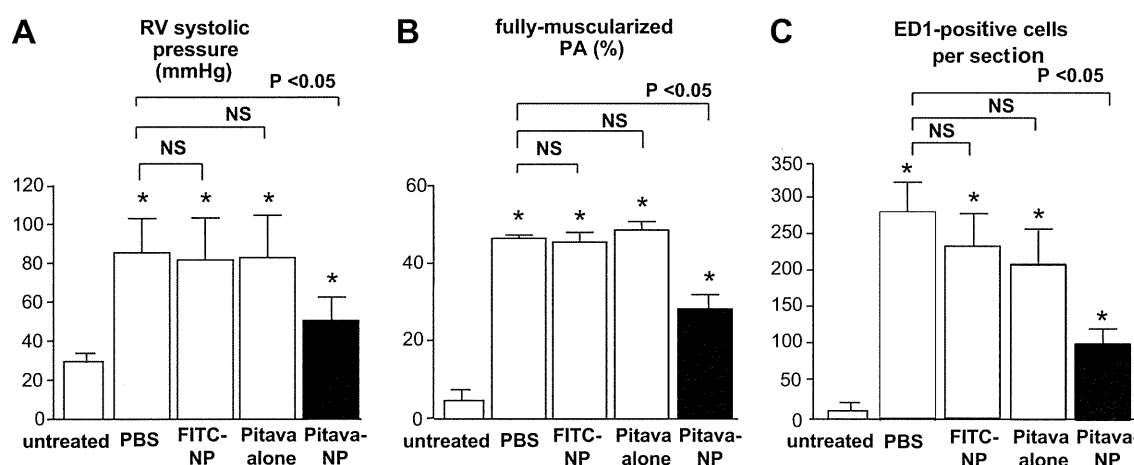 A
RV systolic
pressure
(mmHg)
P <0.05
NS
NS
120
100
80
60
40
20
0
* * * *
untreated PBS FITC-NP Pitava alone Pitava-NP
B
fully-muscularized
PA (%)
P <0.05
NS
NS
60
40
20
0
* * * *
untreated PBS FITC-NP Pitava alone Pitava-NP
C
ED1-positive cells
per section
P <0.05
NS
NS
350
300
250
200
250
150
100
50
0
* * * *
untreated PBS FITC-NP Pitava alone Pitava-NP